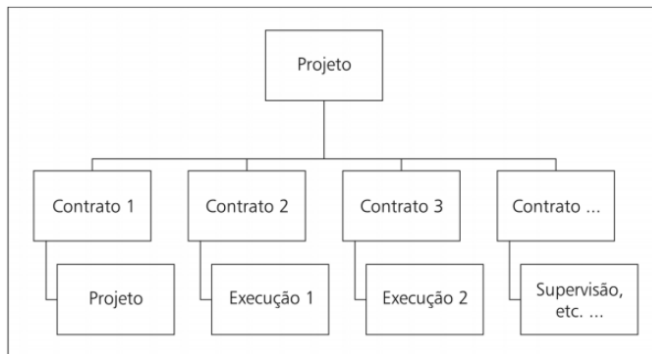 Projeto
Contrato 1
Contrato 2
Contrato 3
Contrato ...
Projeto
Execução 1
Execução 2
Supervisão,
etc. ...